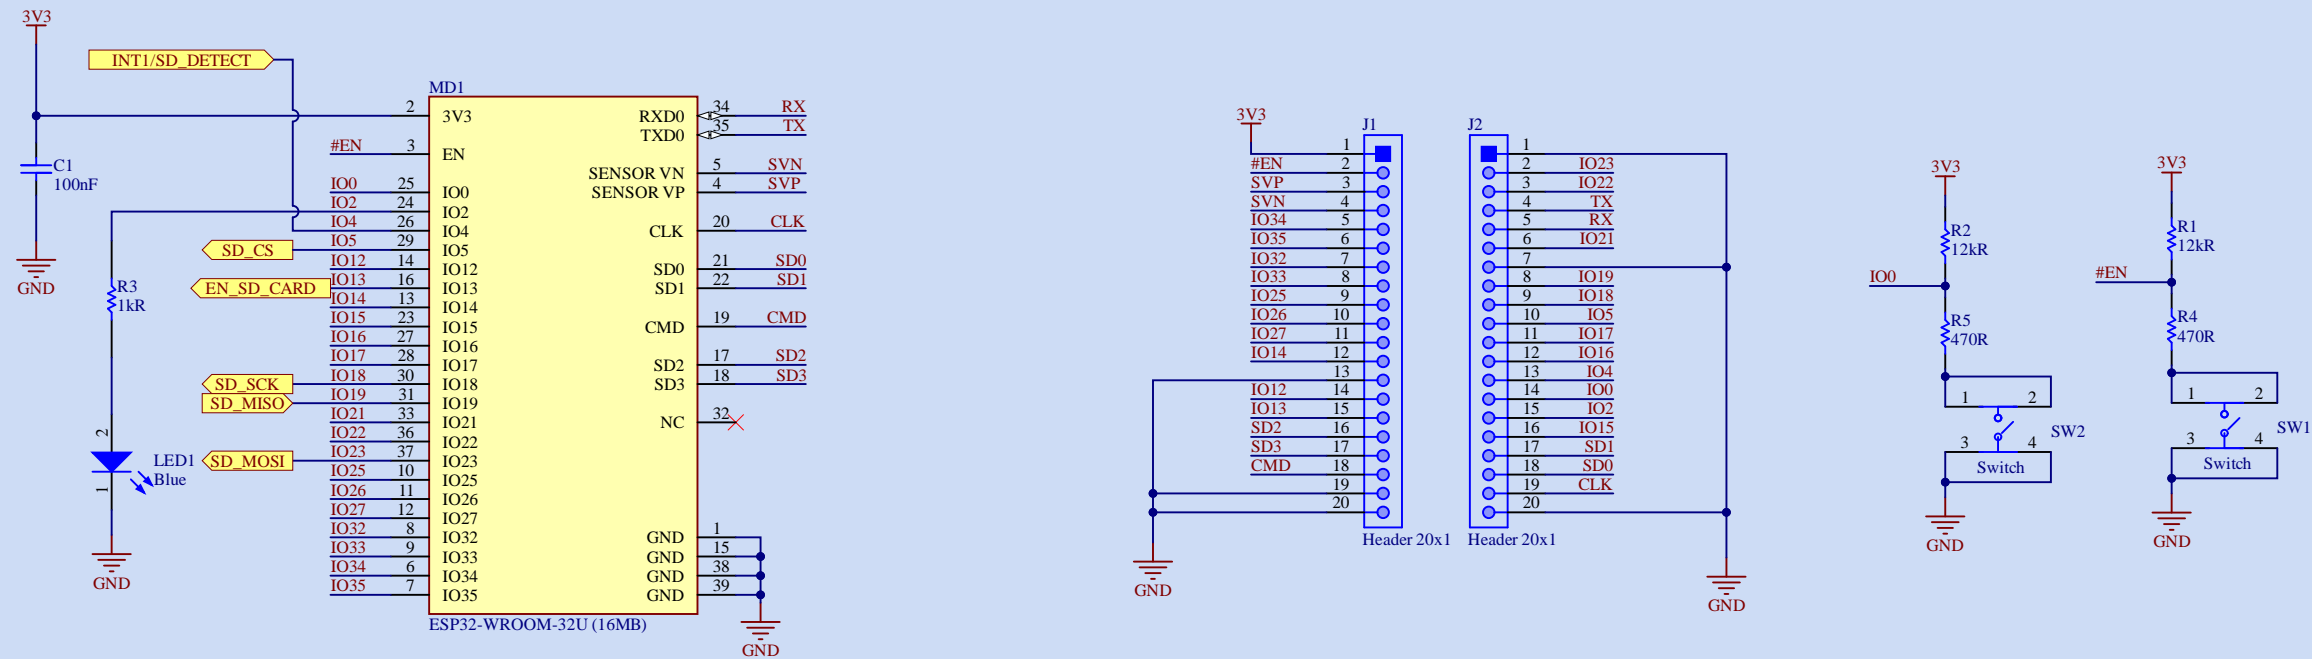 3V3
INT1/SD_DETECT
C1
100nF
GND
R3
1kR
2
1
LED1
Blue
GND
SD_CS
EN_SD_CARD
SD_SCK
SD_MISO
SD_MOSI
MD1
2 3V3
#EN 3 EN
IO0 25 IO0
IO2 24 IO2
IO4 26 IO4
IO5 29 IO5
IO12 14 IO12
IO13 16 IO13
IO14 13 IO14
IO15 23 IO15
IO16 27 IO16
IO17 28 IO17
IO18 30 IO18
IO19 31 IO19
IO21 33 IO21
IO22 36 IO22
IO23 37 IO23
IO25 10 IO25
IO26 11 IO26
IO27 12 IO27
IO32 8 IO32
IO33 9 IO33
IO34 6 IO34
IO35 7 IO35
RXD0 34 RX
TXD0 35 TX
SENSOR VN 5 SVN
SENSOR VP 4 SVP
CLK 20 CLK
SD0 21 SD0
SD1 22 SD1
CMD 19 CMD
SD2 17 SD2
SD3 18 SD3
NC 32
GND 1
GND 15
GND 38
GND 39
GND
ESP32-WROOM-32U (16MB)
3V3
J1
1
#EN 2
SVP 3
SVN 4
IO34 5
IO35 6
IO32 7
IO33 8
IO25 9
IO26 10
IO27 11
IO14 12
13
IO12 14
IO13 15
SD2 16
SD3 17
CMD 18
19
20
Header 20x1
GND
J2
1
2 IO23
3 IO22
4 TX
5 RX
6 IO21
7
8 IO19
9 IO18
10 IO5
11 IO17
12 IO16
13 IO4
14 IO0
15 IO2
16 IO15
17 SD1
18 SD0
19 CLK
20
Header 20x1
GND
3V3
R2
12kR
IO0
R5
470R
1 2
3 4
SW2
Switch
GND
3V3
R1
12kR
#EN
R4
470R
1 2
3 4
SW1
Switch
GND